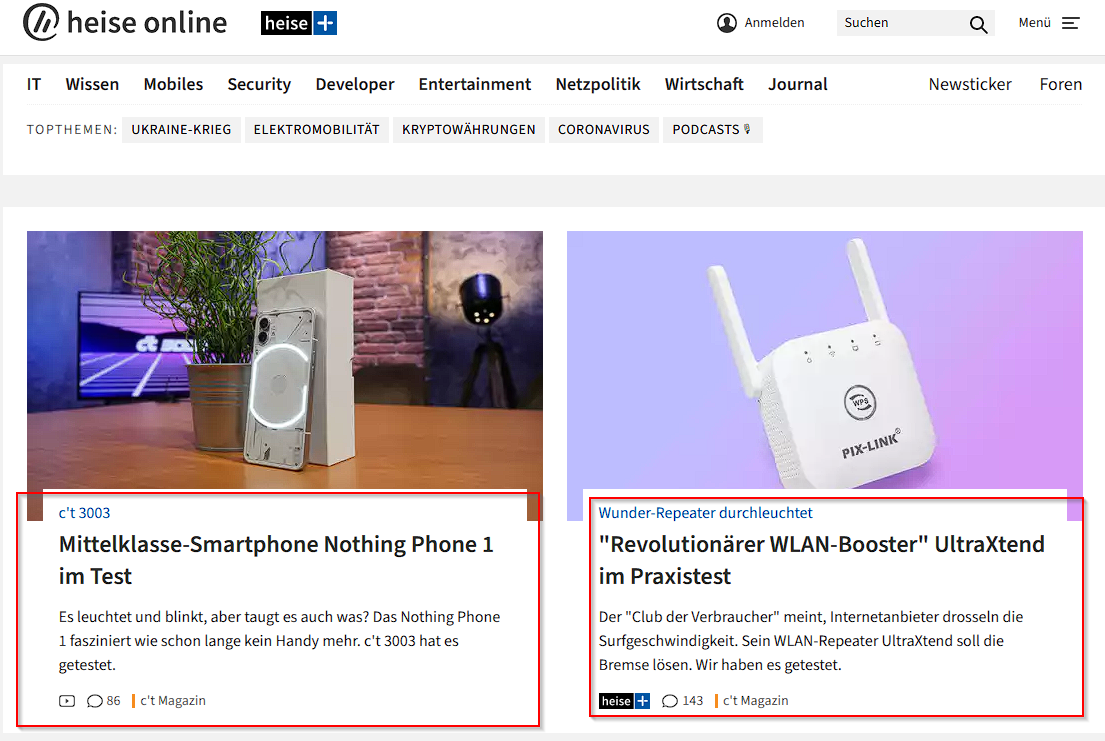 heise online
heise +
Anmelden
Suchen
Menü
IT Wissen Mobiles Security Developer Entertainment Netzpolitik Wirtschaft Journal Newsticker Foren
TOPTHEMEN: UKRAINE-KRIEG ELEKTROMOBILITÄT KRYPTOWÄHRUNGEN CORONAVIRUS PODCASTS🎙️
c't 3003
Mittelklasse-Smartphone Nothing Phone 1
im Test
Es leuchtet und blinkt, aber taugt es auch was? Das Nothing Phone
1 fasziniert wie schon lange kein Handy mehr. c't 3003 hat es
getestet.
86 c't Magazin
WPS
PIX-LINK®
Wunder-Repeater durchleuchtet
"Revolutionärer WLAN-Booster" UltraXtend
im Praxistest
Der "Club der Verbraucher" meint, Internetanbieter drosseln die
Surfgeschwindigkeit. Sein WLAN-Repeater UltraXtend soll die
Bremse lösen. Wir haben es getestet.
heise + 143 c't Magazin